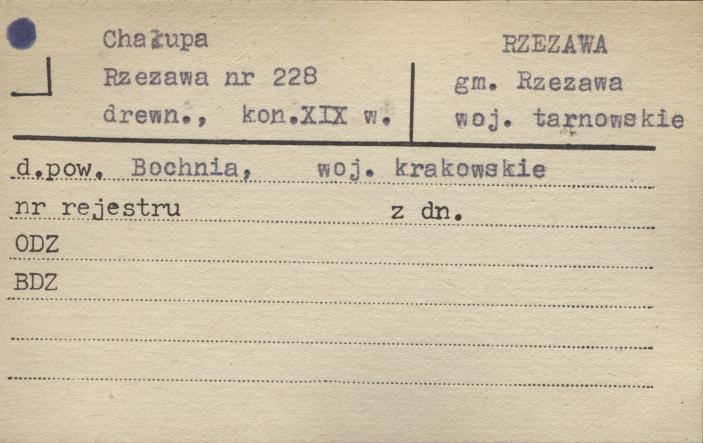 Chałupa
Rzezawa nr 228
drewn., kon.XIX w.
RZEZAWA
gm. Rzezawa
woj. tarnowskie
d.pow. Bochnia, woj. krakowskie
nr rejestru z dn.
ODZ
BDZ